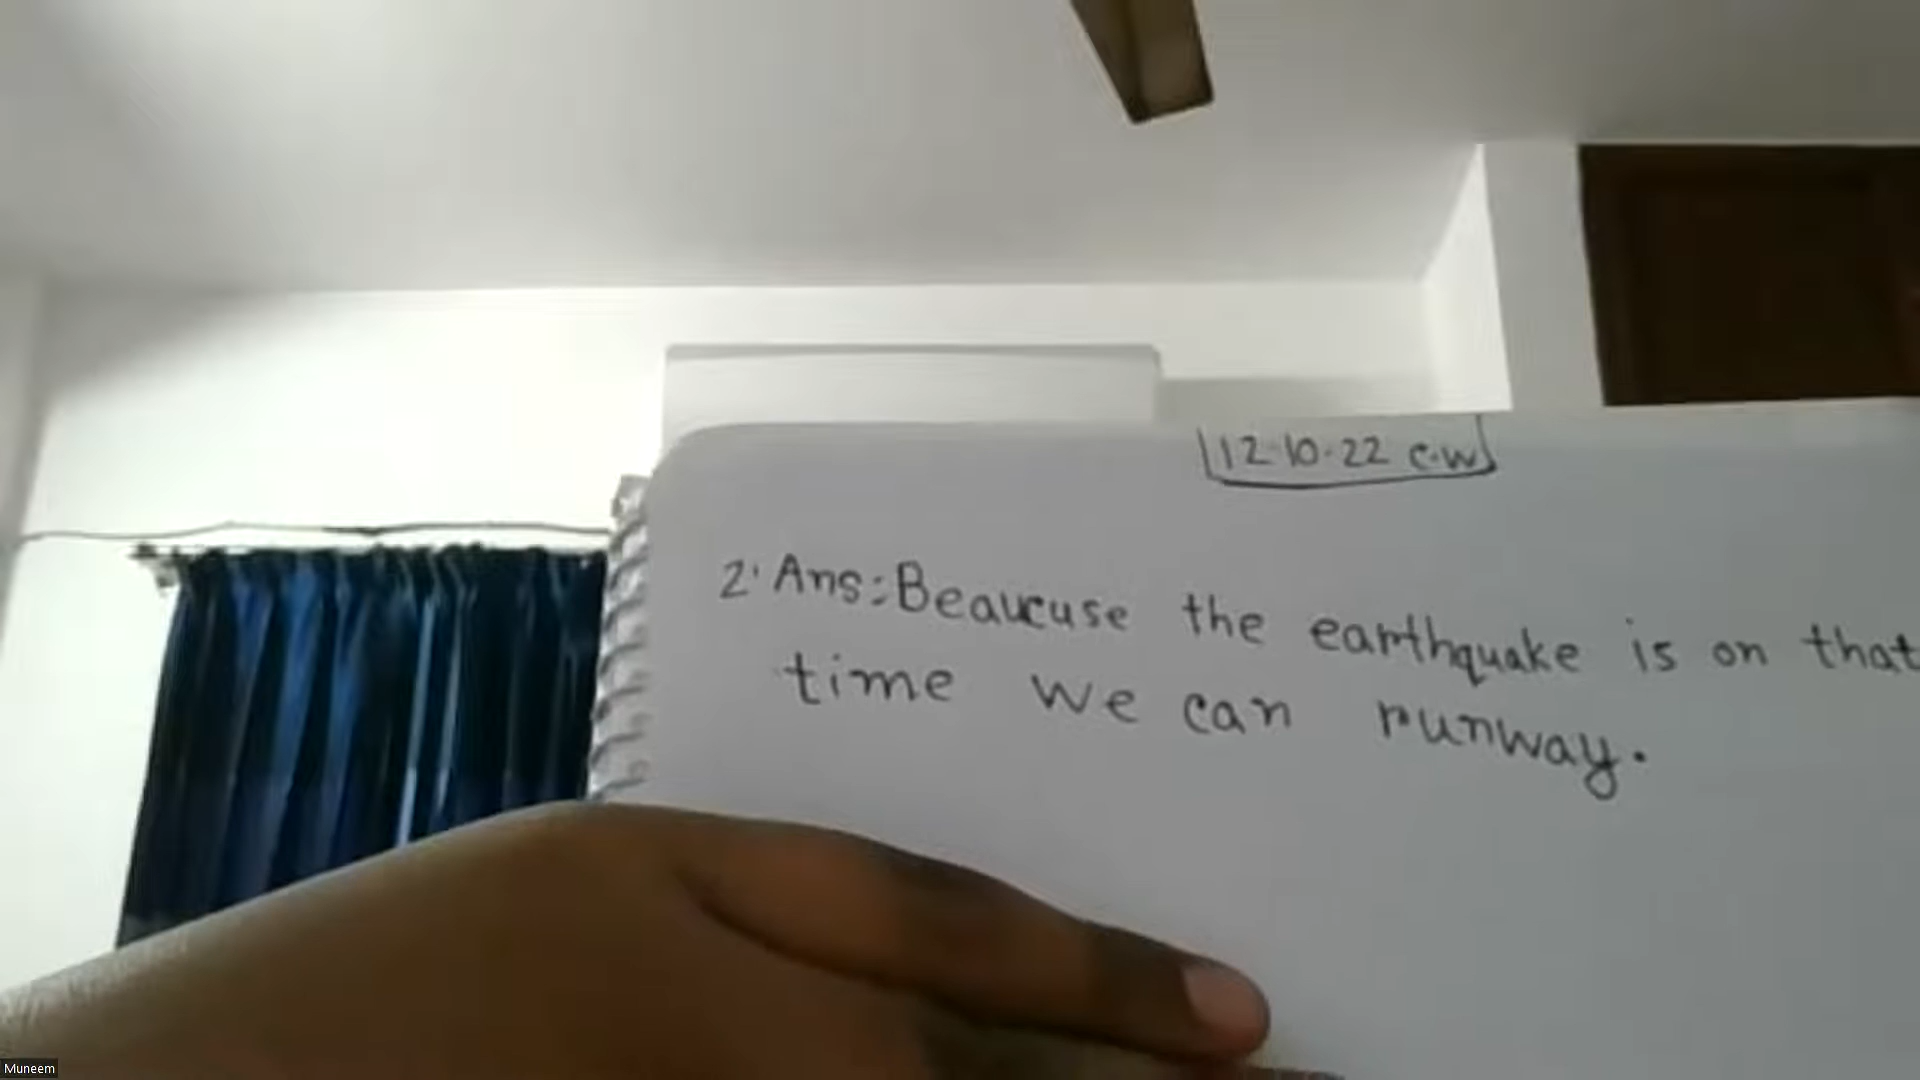 12.10.22 C.W
2. Ans: Beaucuse the earthquake is on that
time we can runway.
Muneem